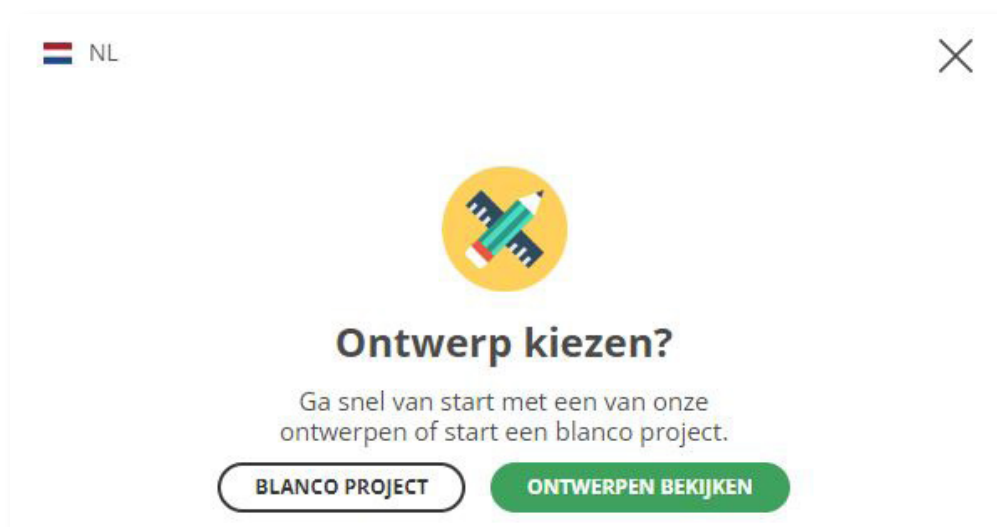 NL
Ontwerp kiezen?
Ga snel van start met een van onze
ontwerpen of start een blanco project.
BLANCO PROJECT
ONTWERPEN BEKIJKEN